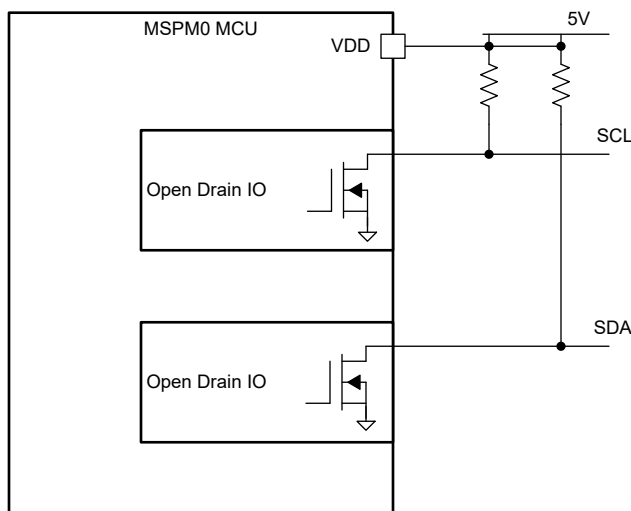 MSPM0 MCU
5V
VDD
SCL
Open Drain IO
SDA
Open Drain IO